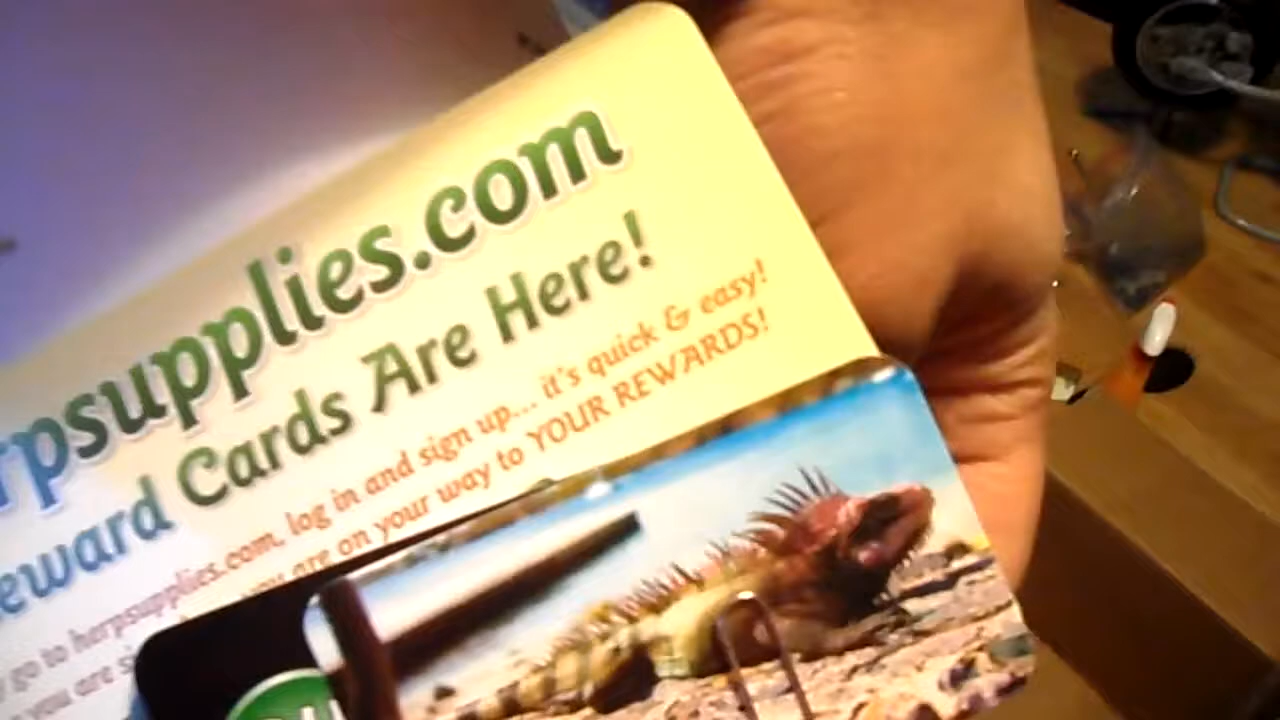 rpsupplies.com
eward Cards Are Here!
go to herpsupplies.com, log in and sign up... it's quick & easy!
you are on your way to YOUR REWARDS!